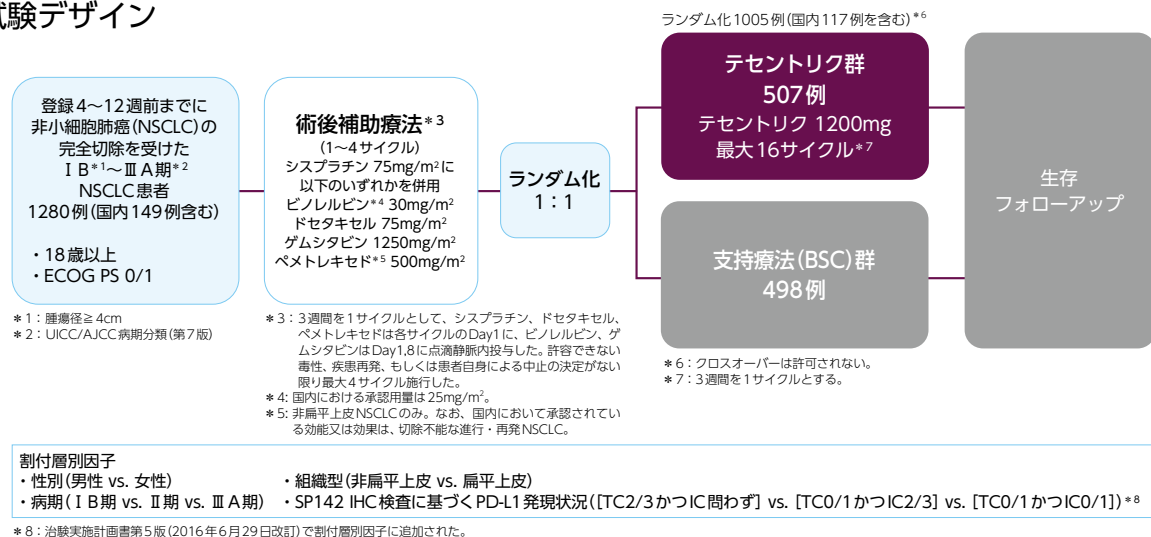 試験デザイン
ランダム化1005例(国内117例を含む)*6
登録4〜12週前までに
非小細胞肺癌(NSCLC)の
完全切除を受けた
ⅠB*1〜ⅢA期*2
NSCLC患者
1280例(国内149例含む)
・18歳以上
・ECOG PS 0/1
*1：腫瘍径≧4cm
*2：UICC/AJCC病期分類(第7版)
術後補助療法*3
(1〜4サイクル)
シスプラチン 75mg/m²に
以下のいずれかを併用
ビノレルビン*4 30mg/m²
ドセタキセル 75mg/m²
ゲムシタビン 1250mg/m²
ペメトレキセド*5 500mg/m²
*3：3週間を1サイクルとして、シスプラチン、ドセタキセル、
ペメトレキセドは各サイクルのDay1に、ビノレルビン、ゲ
ムシタビンはDay1,8に点滴静脈内投与した。許容できない
毒性、疾患再発、もしくは患者自身による中止の決定がない
限り最大4サイクル施行した。
*4: 国内における承認用量は25mg/m²。
*5: 非扁平上皮NSCLCのみ。なお、国内において承認されてい
る効能又は効果は、切除不能な進行・再発NSCLC。
ランダム化
1：1
テセントリク群
507例
テセントリク 1200mg
最大16サイクル*7
支持療法(BSC)群
498例
*6：クロスオーバーは許可されない。
*7：3週間を1サイクルとする。
生存
フォローアップ
割付層別因子
・性別(男性 vs. 女性) ・組織型(非扁平上皮 vs. 扁平上皮)
・病期(ⅠB期 vs. Ⅱ期 vs. ⅢA期) ・SP142 IHC検査に基づくPD-L1発現状況([TC2/3かつIC問わず] vs. [TC0/1かつIC2/3] vs. [TC0/1かつIC0/1])*8
*8：治験実施計画書第5版(2016年6月29日改訂)で割付層別因子に追加された。